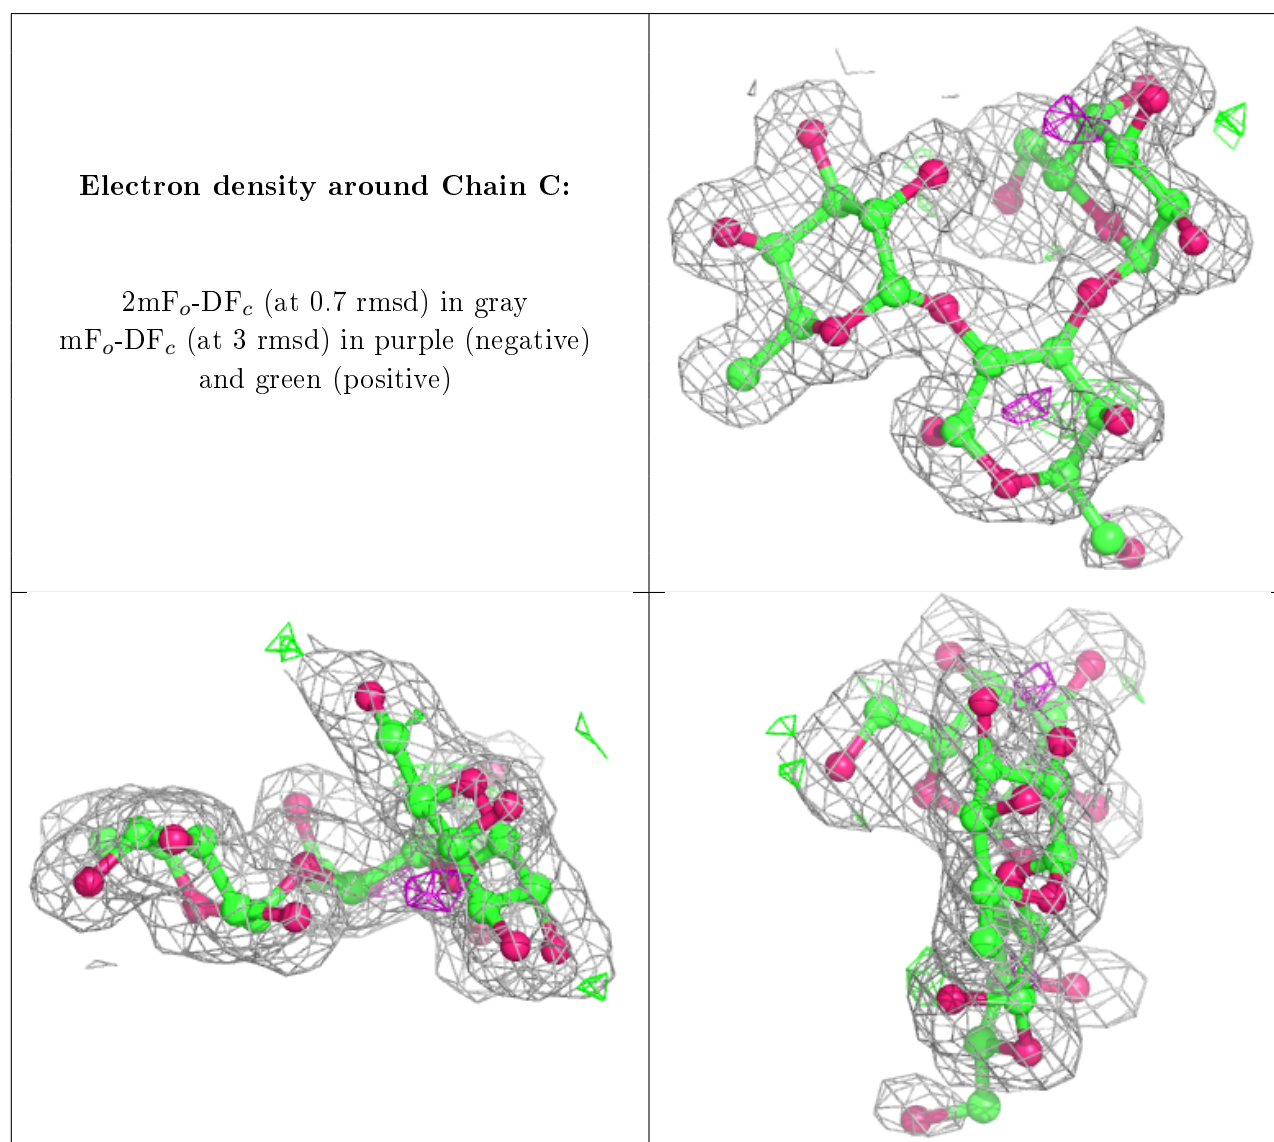 Electron density around Chain C:
2mFo-DFc (at 0.7 rmsd) in gray
mFo-DFc (at 3 rmsd) in purple (negative)
and green (positive)